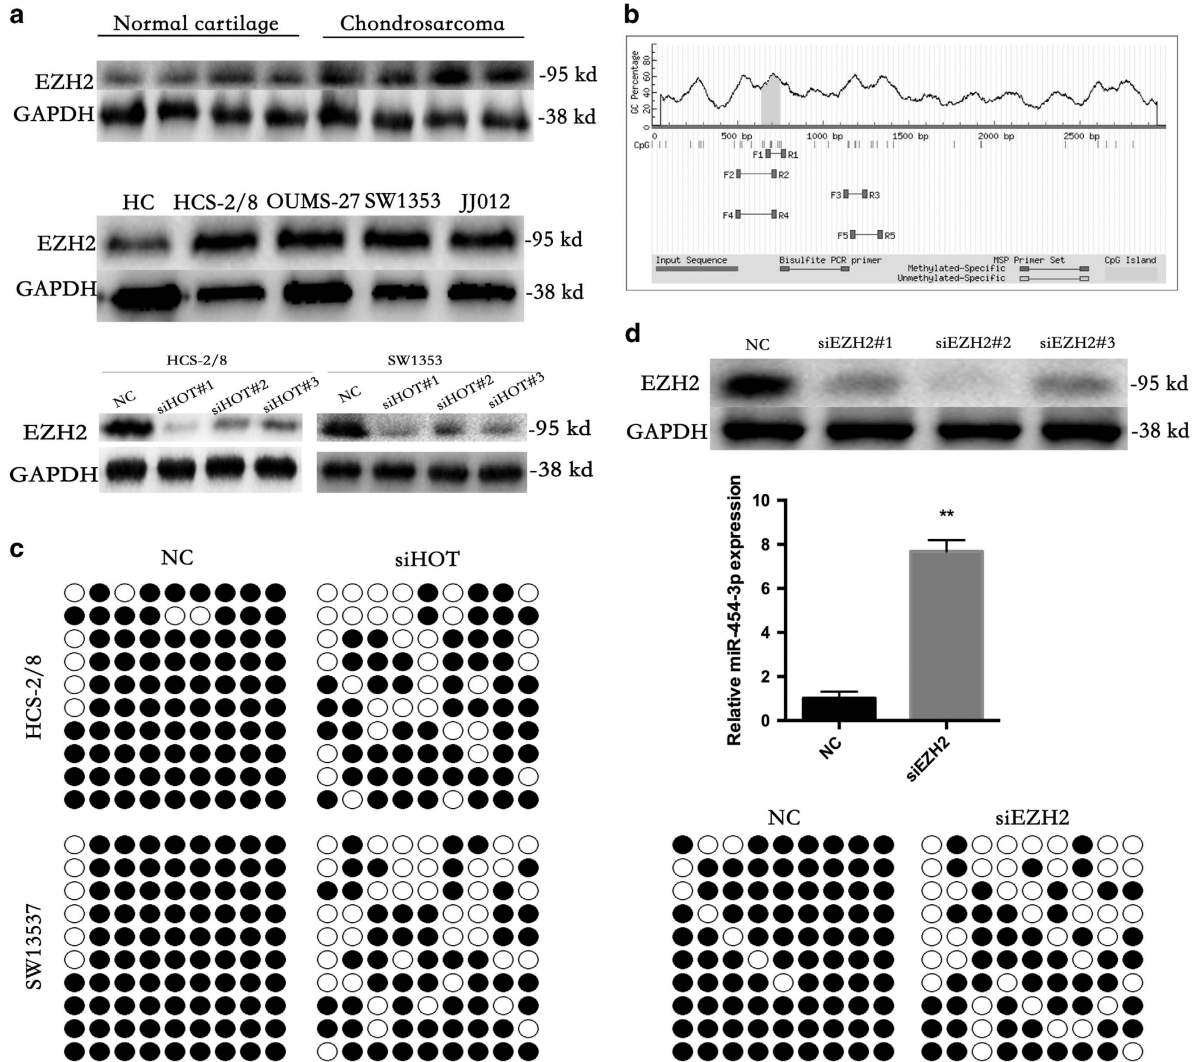 a
Normal cartilage Chondrosarcoma
EZH2 -95 kd
GAPDH -38 kd
HC HCS-2/8 OUMS-27 SW1353 JJ012
EZH2 -95 kd
GAPDH -38 kd
HCS-2/8 SW1353
NC siHOT#1 siHOT#2 siHOT#3 NC siHOT#1 siHOT#2 siHOT#3
EZH2 -95 kd
GAPDH -38 kd
b
GC Percentage
0 20 40 60 80
0 500 bp 1000 bp 1500 bp 2000 bp 2500 bp
CpG
F1 R1
F2 R2
F3 R3
F4 R4
F5 R5
Input Sequence Bisulfite PCR primer MSP Primer Set CpG Island
Methylated-Specific
Unmethylated-Specific
c
NC siHOT
HCS-2/8
SW13537
d
NC siEZH2#1 siEZH2#2 siEZH2#3
EZH2 -95 kd
GAPDH -38 kd
Relative miR-454-3p expression
10
8
6
4
2
0
**
NC siEZH2
NC siEZH2